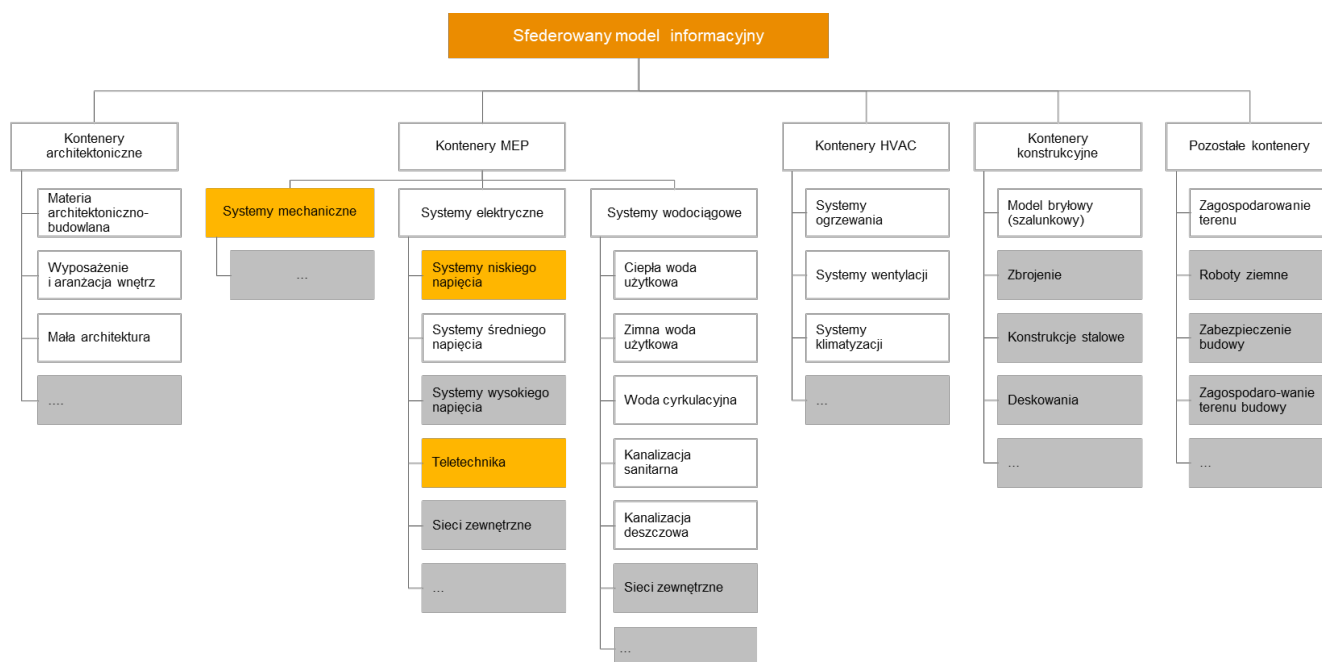 Sfederowany model informacyjny
Kontenery
architektoniczne
Materia
architektoniczno-
budowlana
Wyposażenie
i aranżacja wnętrz
Mała architektura
....
Kontenery MEP
Systemy mechaniczne
...
Systemy elektryczne
Systemy niskiego
napięcia
Systemy średniego
napięcia
Systemy wysokiego
napięcia
Teletechnika
Sieci zewnętrzne
...
Systemy wodociągowe
Ciepła woda
użytkowa
Zimna woda
użytkowa
Woda cyrkulacyjna
Kanalizacja
sanitarna
Kanalizacja
deszczowa
Sieci zewnętrzne
...
Kontenery HVAC
Systemy
ogrzewania
Systemy wentylacji
Systemy
klimatyzacji
...
Kontenery
konstrukcyjne
Model bryłowy
(szalunkowy)
Zbrojenie
Konstrukcje stalowe
Deskowania
...
Pozostałe kontenery
Zagospodarowanie
terenu
Roboty ziemne
Zabezpieczenie
budowy
Zagospodaro-wanie
terenu budowy
...